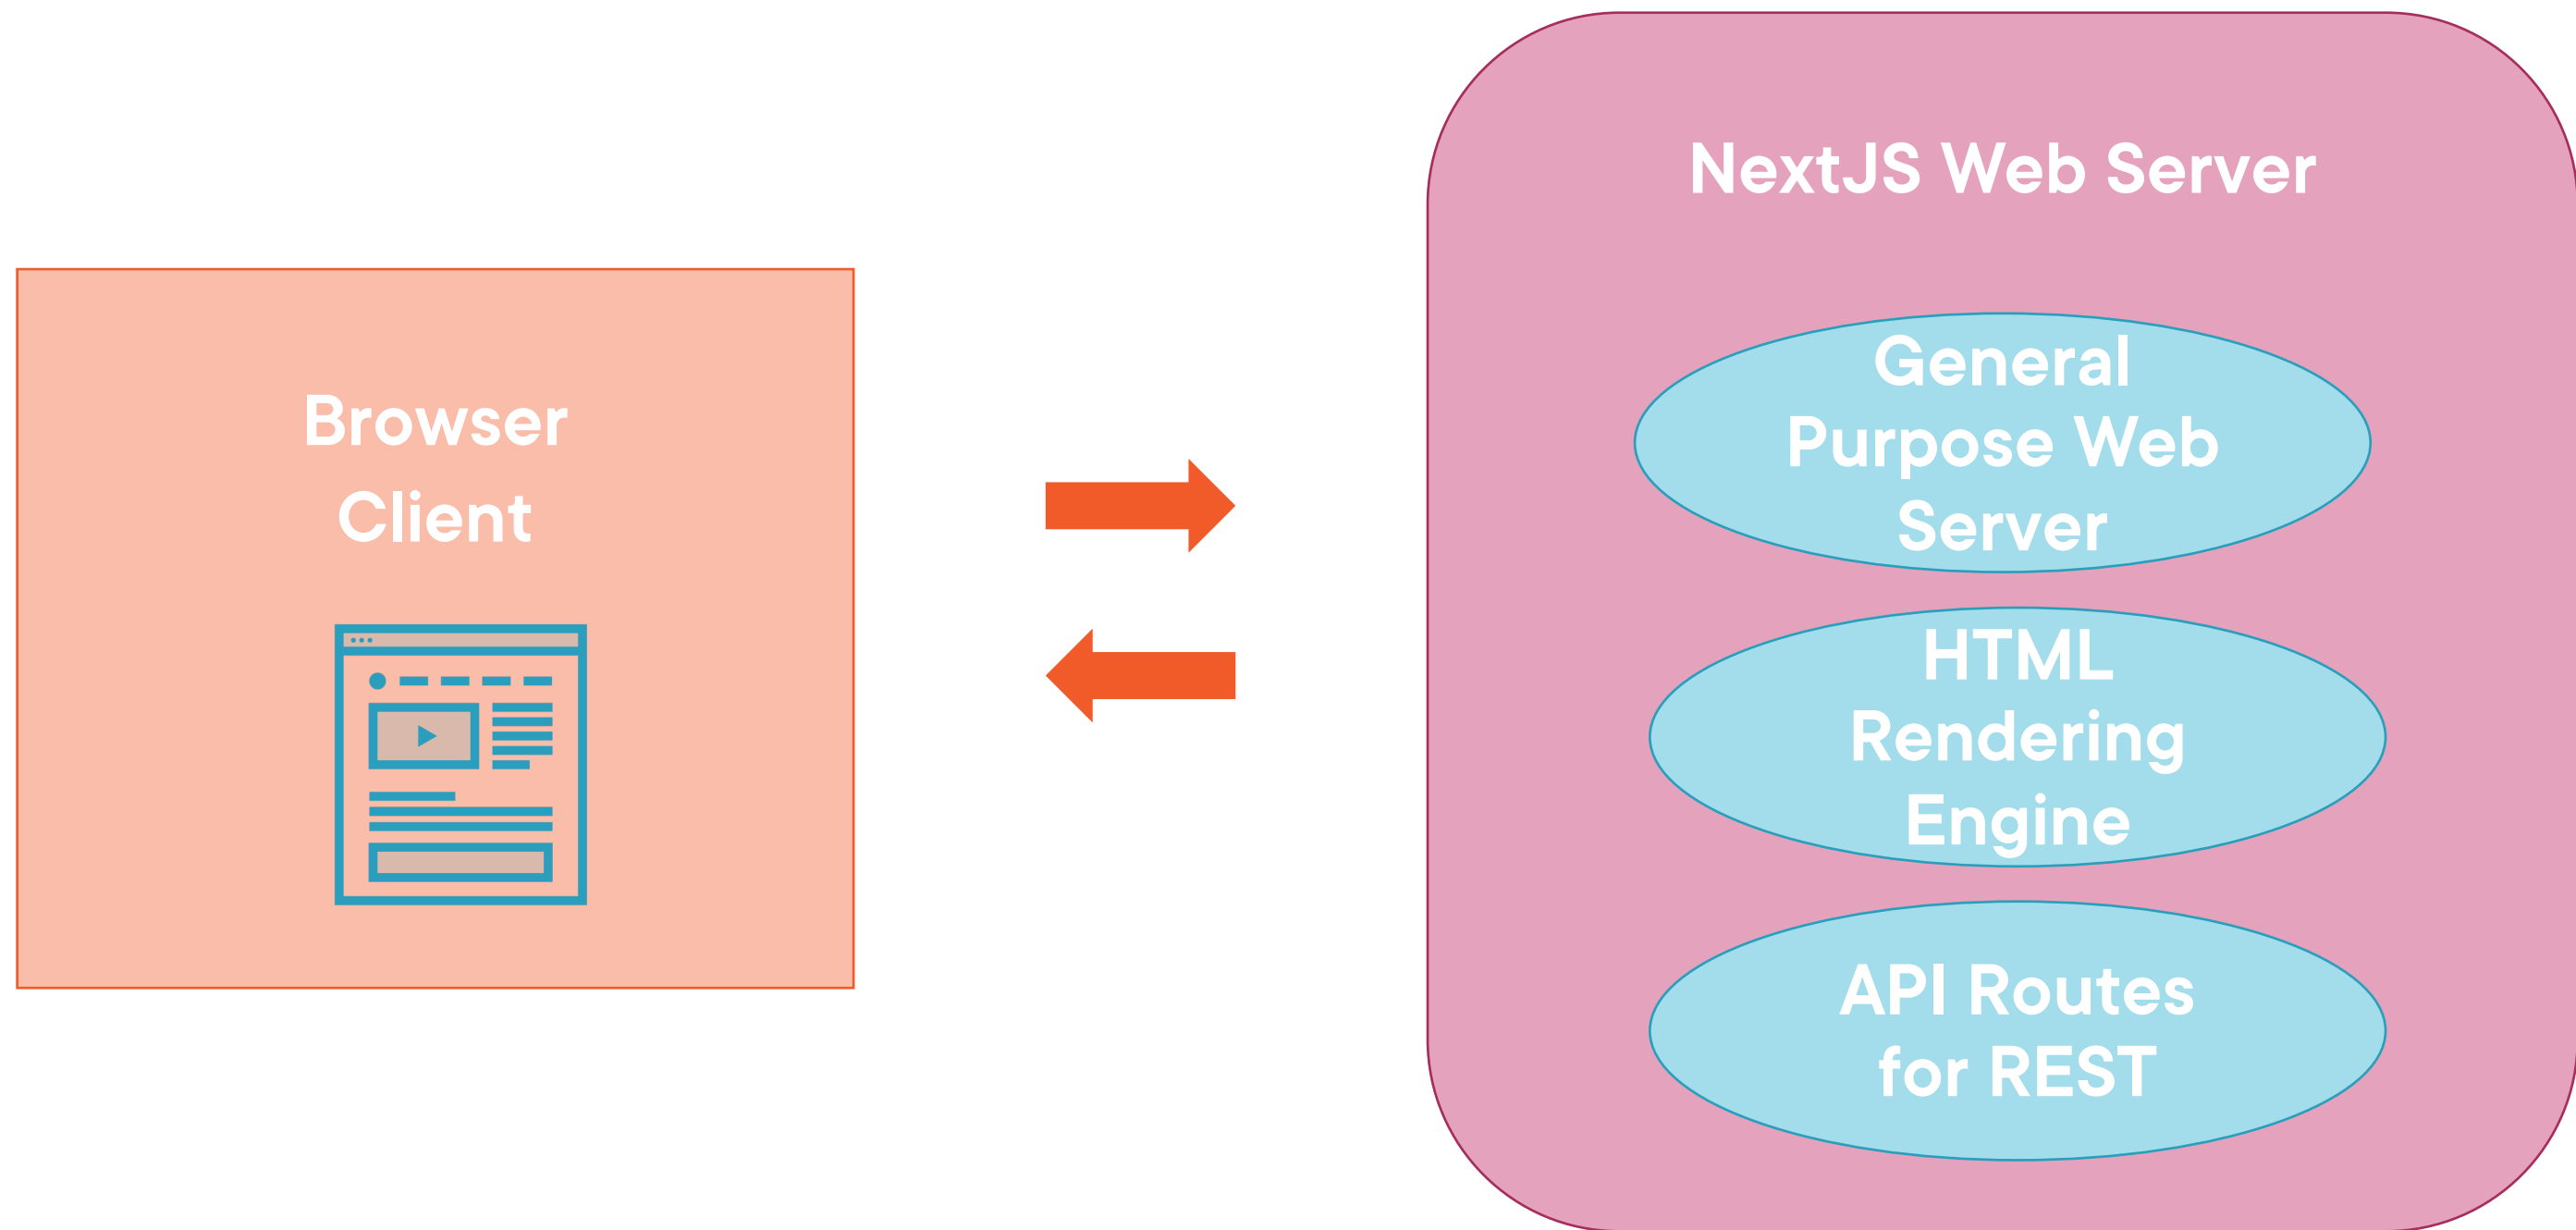 Browser
Client
NextJS Web Server
General
Purpose Web
Server
HTML
Rendering
Engine
API Routes
for REST